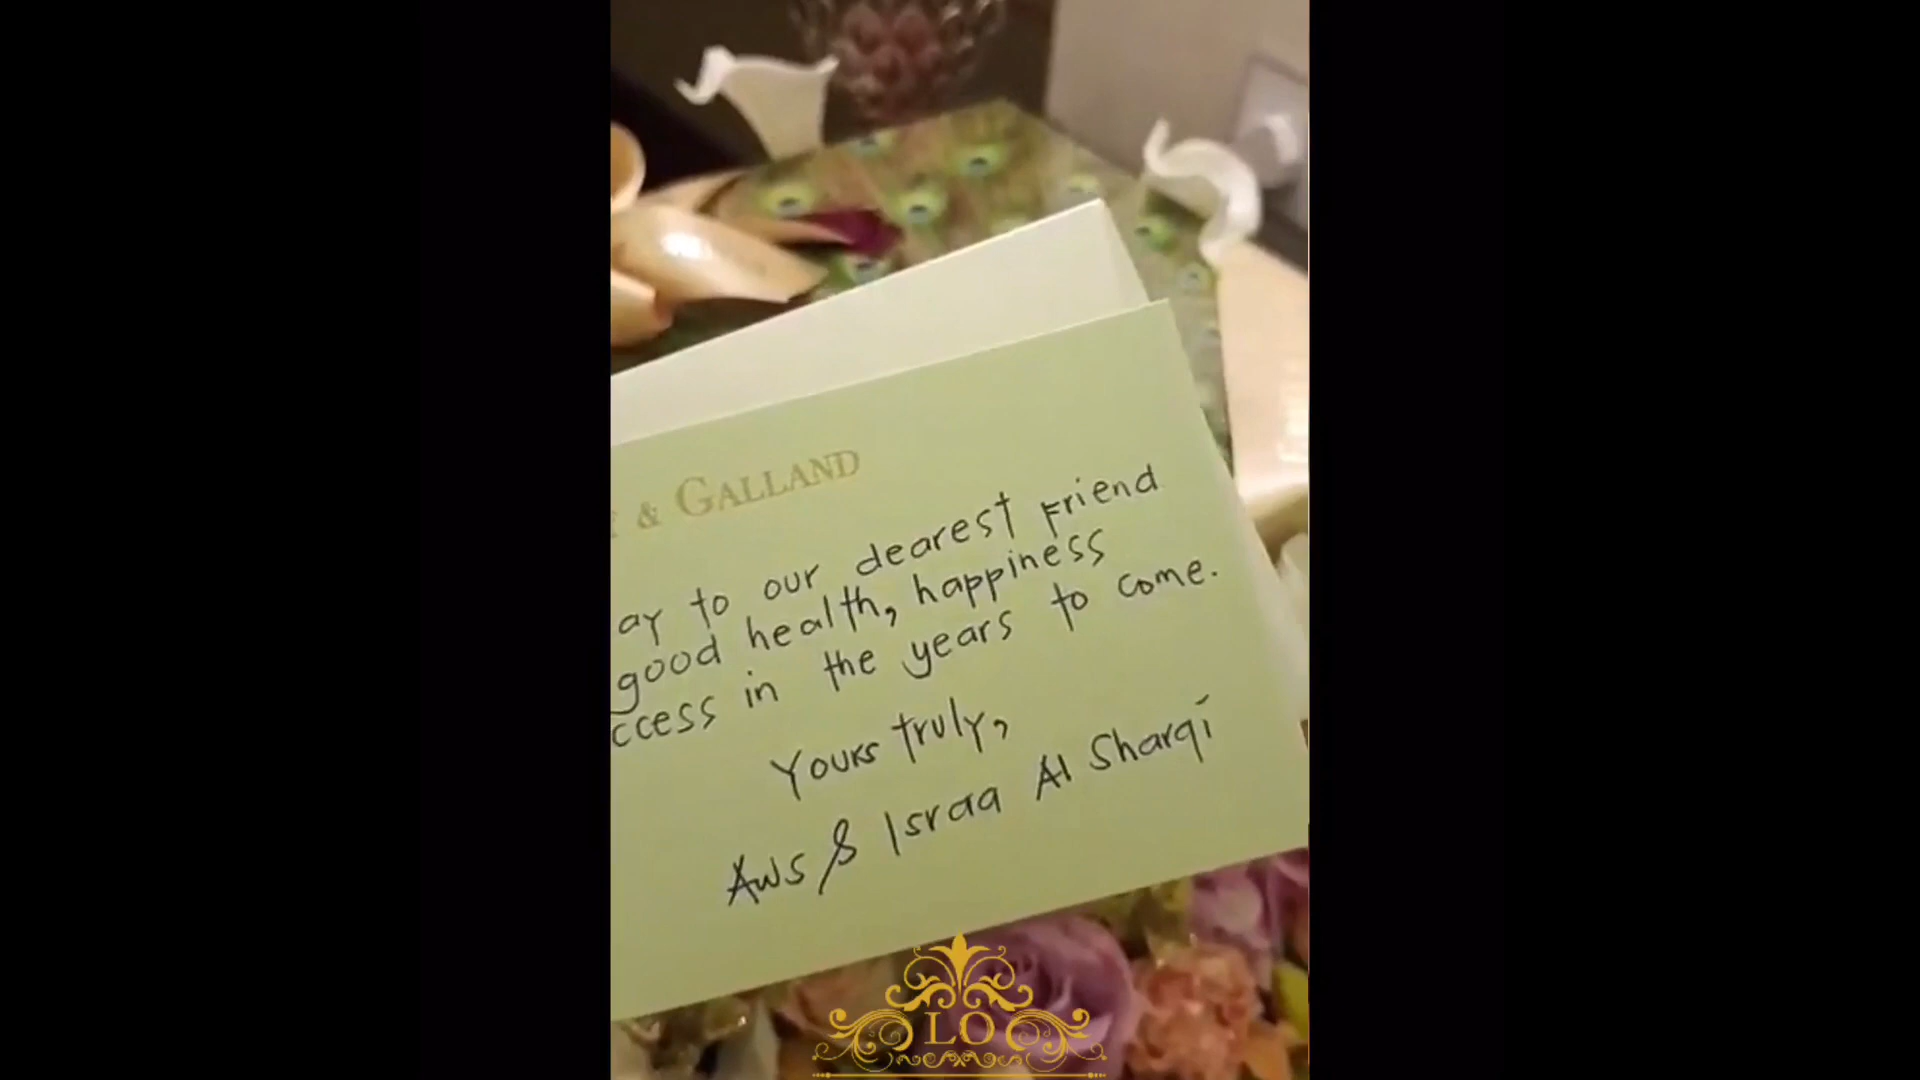 & GALLAND
ay to our dearest friend
good health, happiness
ccess in the years to come.
Yours truly,
Aws & Israa Al Sharqi
LO